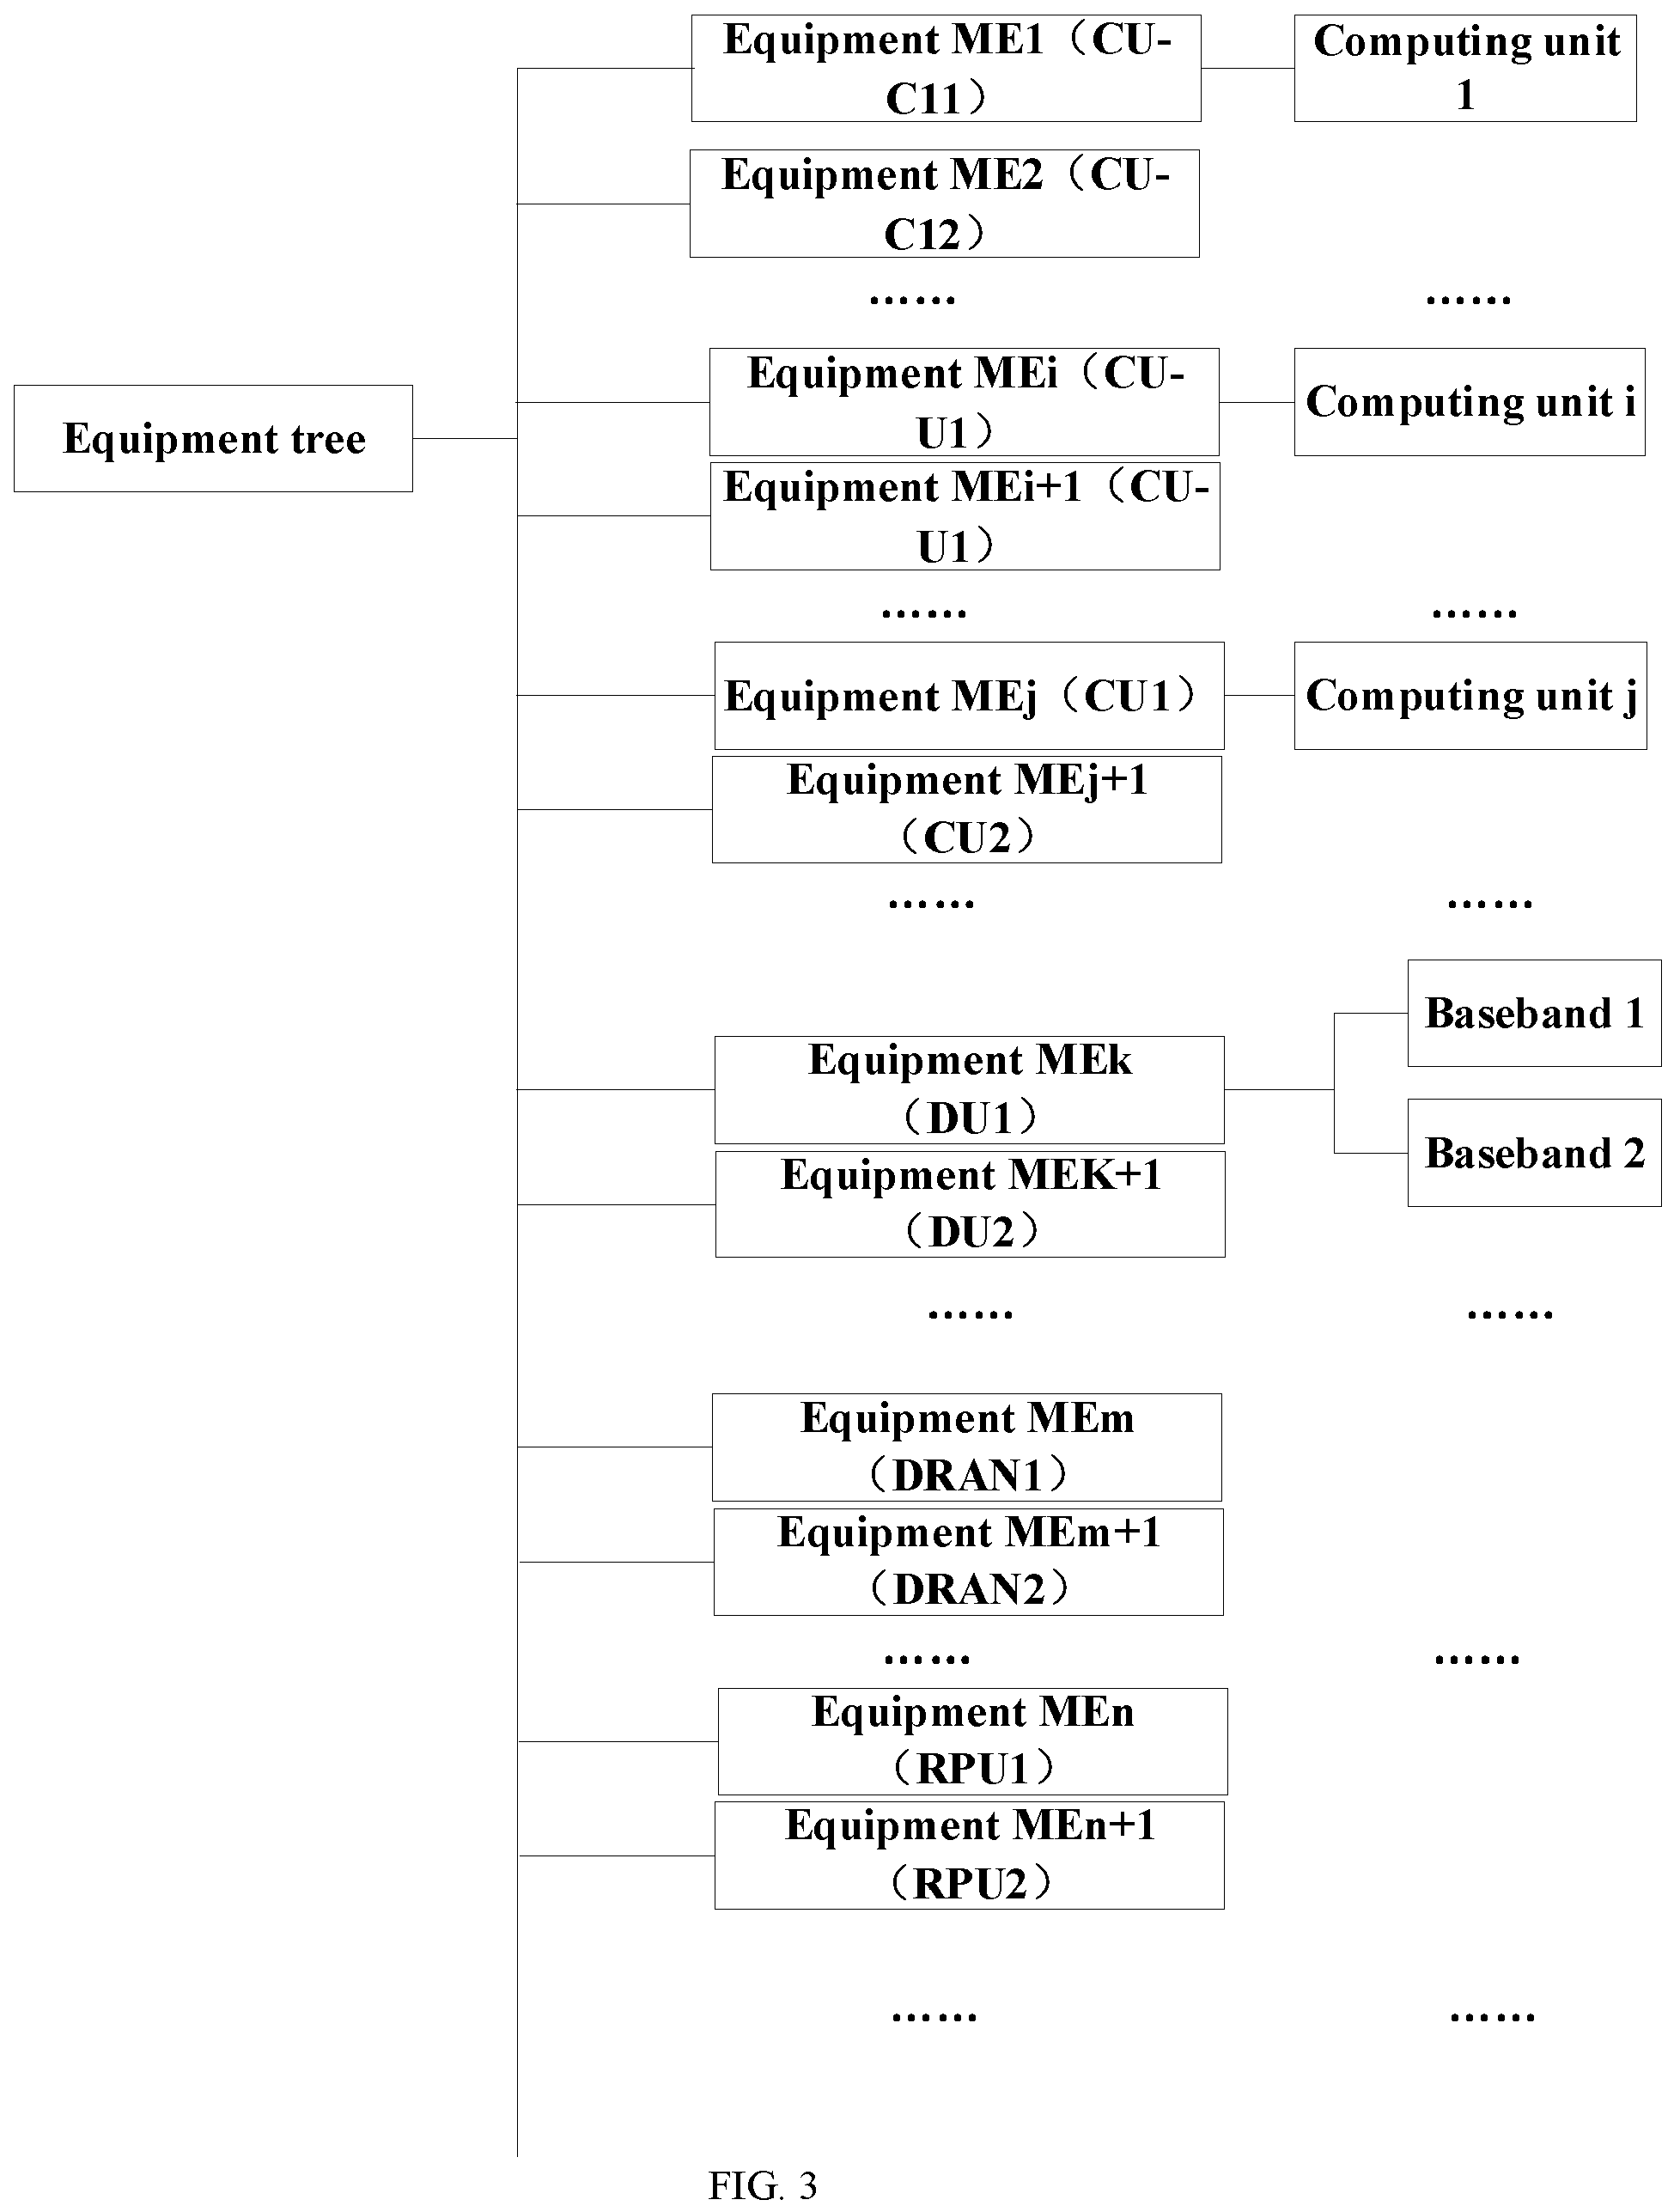 Equipment ME1（CU-
C11）
Computing unit
1
Equipment ME2（CU-
C12）
…… ……
Equipment tree
Equipment MEi（CU-
U1）
Computing unit i
Equipment MEi+1（CU-
U1）
…… ……
Equipment MEj（CU1）
Computing unit j
Equipment MEj+1
（CU2）
…… ……
Equipment MEk
（DU1）
Baseband 1
Baseband 2
Equipment MEK+1
（DU2）
…… ……
Equipment MEm
（DRAN1）
Equipment MEm+1
（DRAN2）
…… ……
Equipment MEn
（RPU1）
Equipment MEn+1
（RPU2）
…… ……
FIG. 3